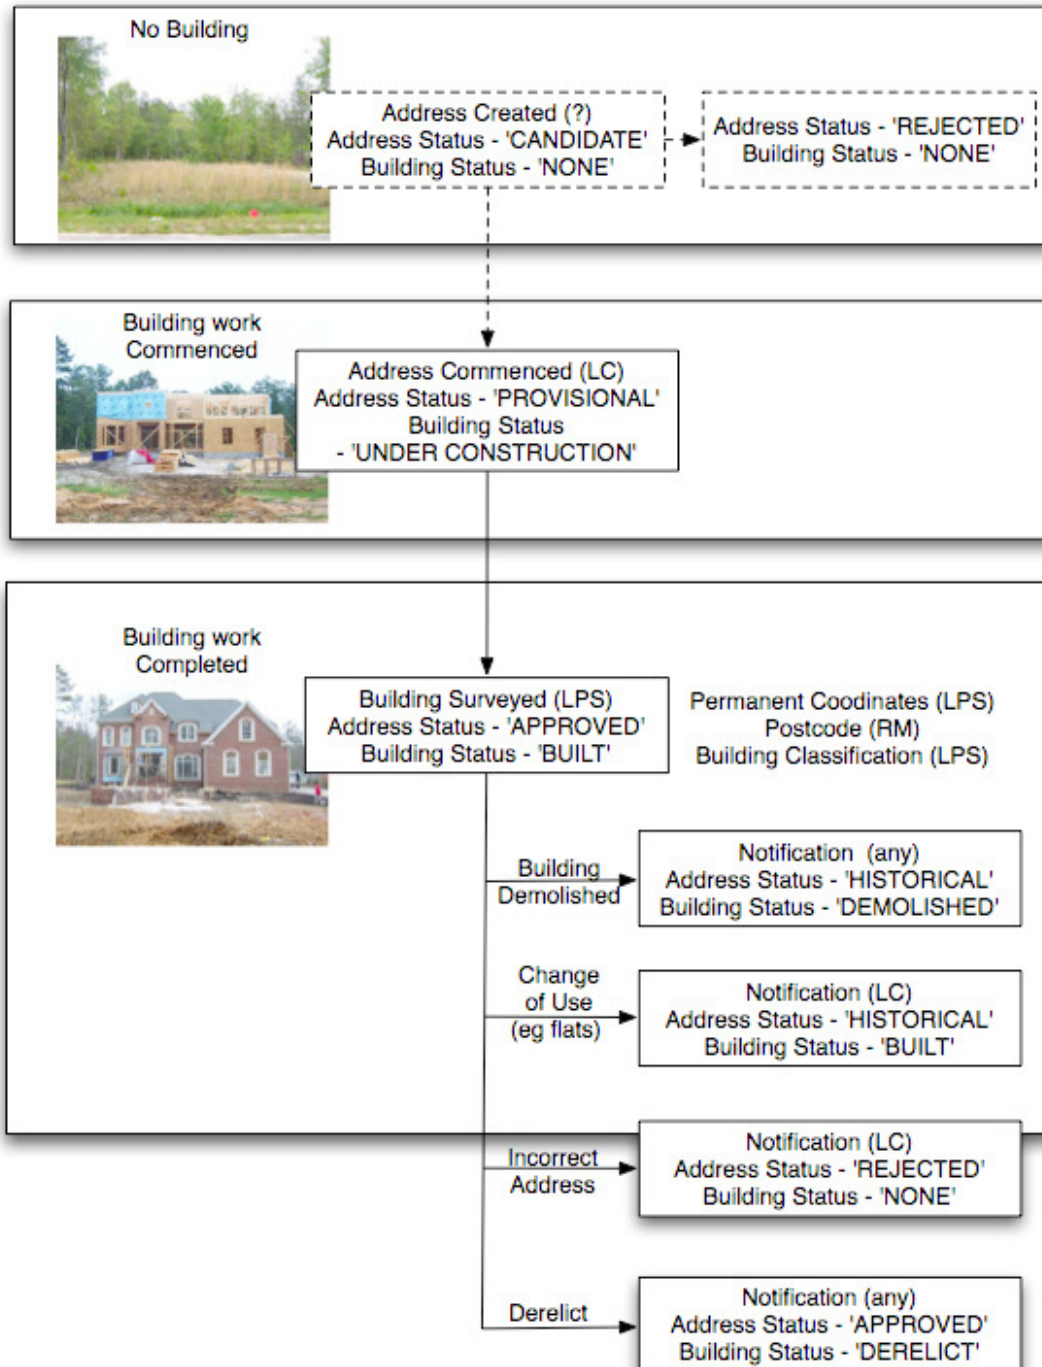 No Building
Address Created (?)
Address Status - 'CANDIDATE'
Building Status - 'NONE'
Address Status - 'REJECTED'
Building Status - 'NONE'
Building work
Commenced
Address Commenced (LC)
Address Status - 'PROVISIONAL'
Building Status
- 'UNDER CONSTRUCTION'
Building work
Completed
Building Surveyed (LPS)
Address Status - 'APPROVED'
Building Status - 'BUILT'
Permanent Coodinates (LPS)
Postcode (RM)
Building Classification (LPS)
Building
Demolished
Notification (any)
Address Status - 'HISTORICAL'
Building Status - 'DEMOLISHED'
Change
of Use
(eg flats)
Notification (LC)
Address Status - 'HISTORICAL'
Building Status - 'BUILT'
Incorrect
Address
Notification (LC)
Address Status - 'REJECTED'
Building Status - 'NONE'
Derelict
Notification (any)
Address Status - 'APPROVED'
Building Status - 'DERELICT'